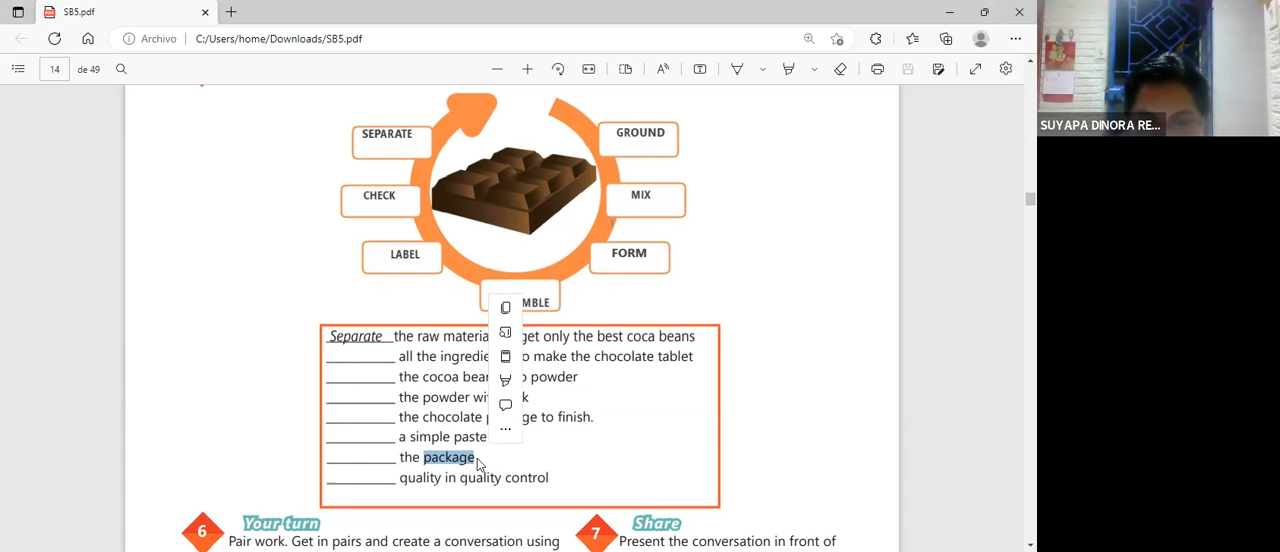 SB5.pdf
Archivo C:/Users/home/Downloads/SB5.pdf
14 de 49
SUYAPA DINORA RE...
SEPARATE
GROUND
CHECK
MIX
LABEL
FORM
MBLE
Separate the raw materia get only the best coca beans
all the ingredie o make the chocolate tablet
the cocoa bear powder
the powder wit k
the chocolate p ge to finish.
a simple paste
the package
quality in quality control
6 Your turn
Pair work. Get in pairs and create a conversation using
7 Share
Present the conversation in front of